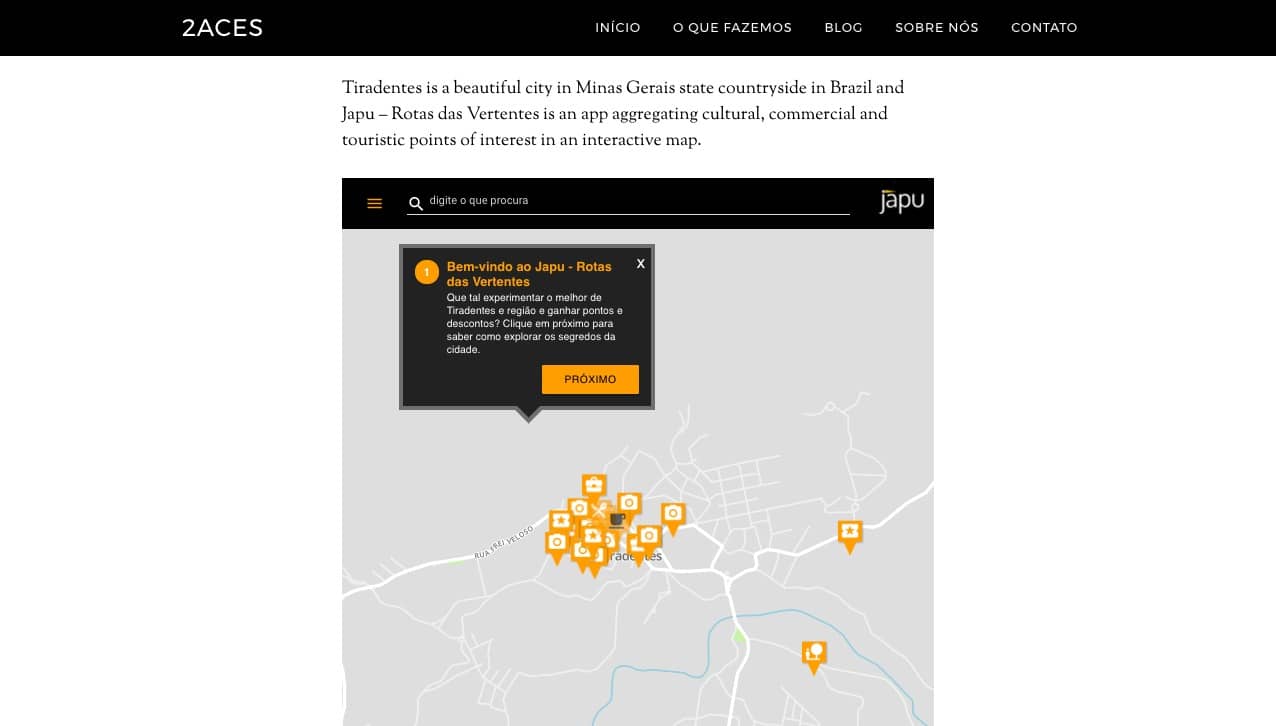 2ACES
INÍCIO
O QUE FAZEMOS
BLOG
SOBRE NÓS
CONTATO
Tiradentes is a beautiful city in Minas Gerais state countryside in Brazil and
Japu – Rotas das Vertentes is an app aggregating cultural, commercial and
touristic points of interest in an interactive map.
digite o que procura
japu
1
Bem-vindo ao Japu - Rotas
das Vertentes
X
Que tal experimentar o melhor de
Tiradentes e região e ganhar pontos e
descontos? Clique em próximo para
saber como explorar os segredos da
cidade.
PRÓXIMO
RUA FREI VELOSO
Tiradentes